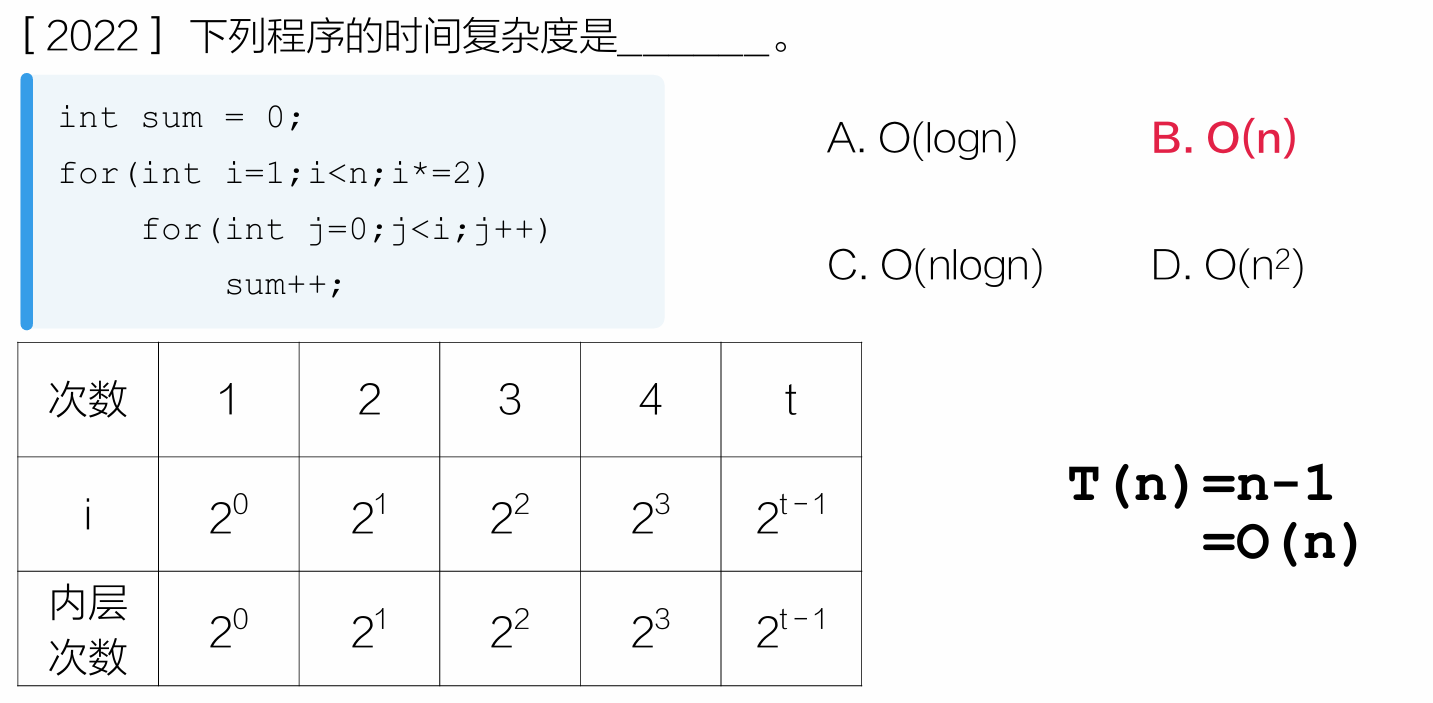 [ 2022 ] 下列程序的时间复杂度是_______。
int sum = 0;
for(int i=1;i<n;i*=2)
for(int j=0;j<i;j++)
sum++;
A. O(logn) B. O(n)
C. O(nlogn) D. O(n²)
次数 1 2 3 4 t
i 2⁰ 2¹ 2² 2³ 2ᵗ⁻¹
内层
次数 2⁰ 2¹ 2² 2³ 2ᵗ⁻¹
T(n)=n-1
=O(n)